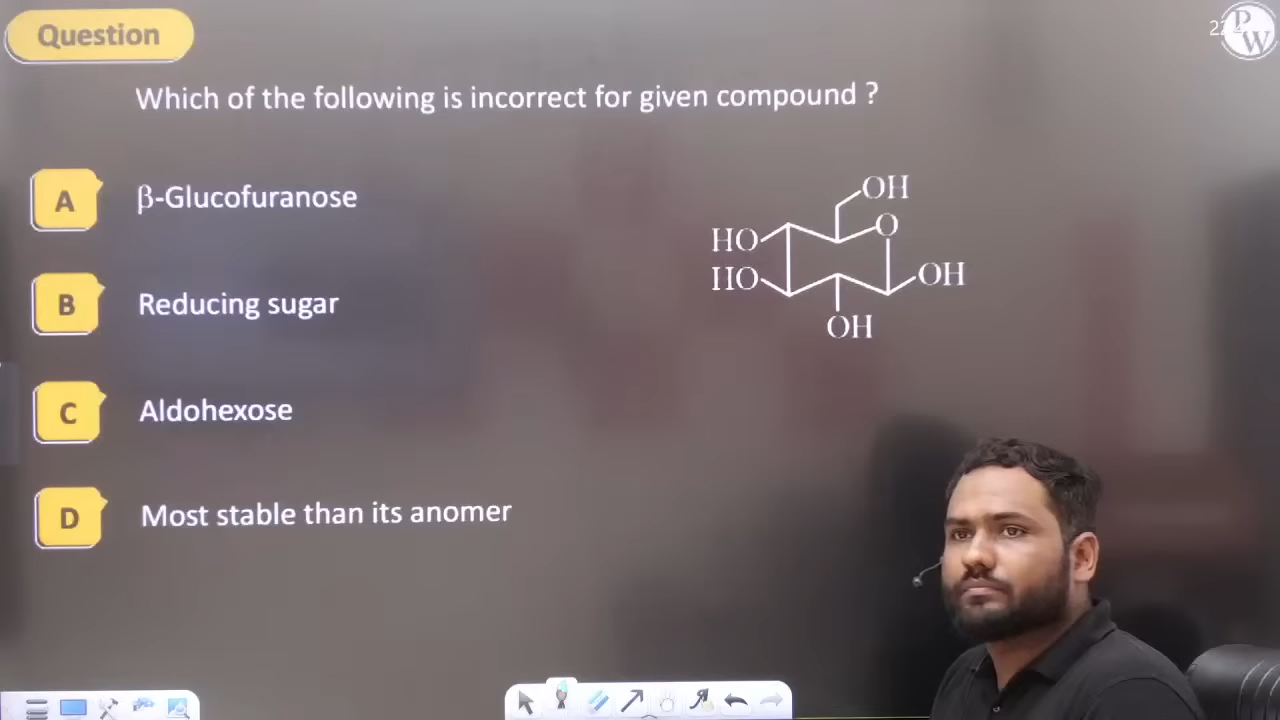 Question
Which of the following is incorrect for given compound ?
A β-Glucofuranose
B Reducing sugar
C Aldohexose
D Most stable than its anomer
OH
HO
O
HO
OH
OH
PW